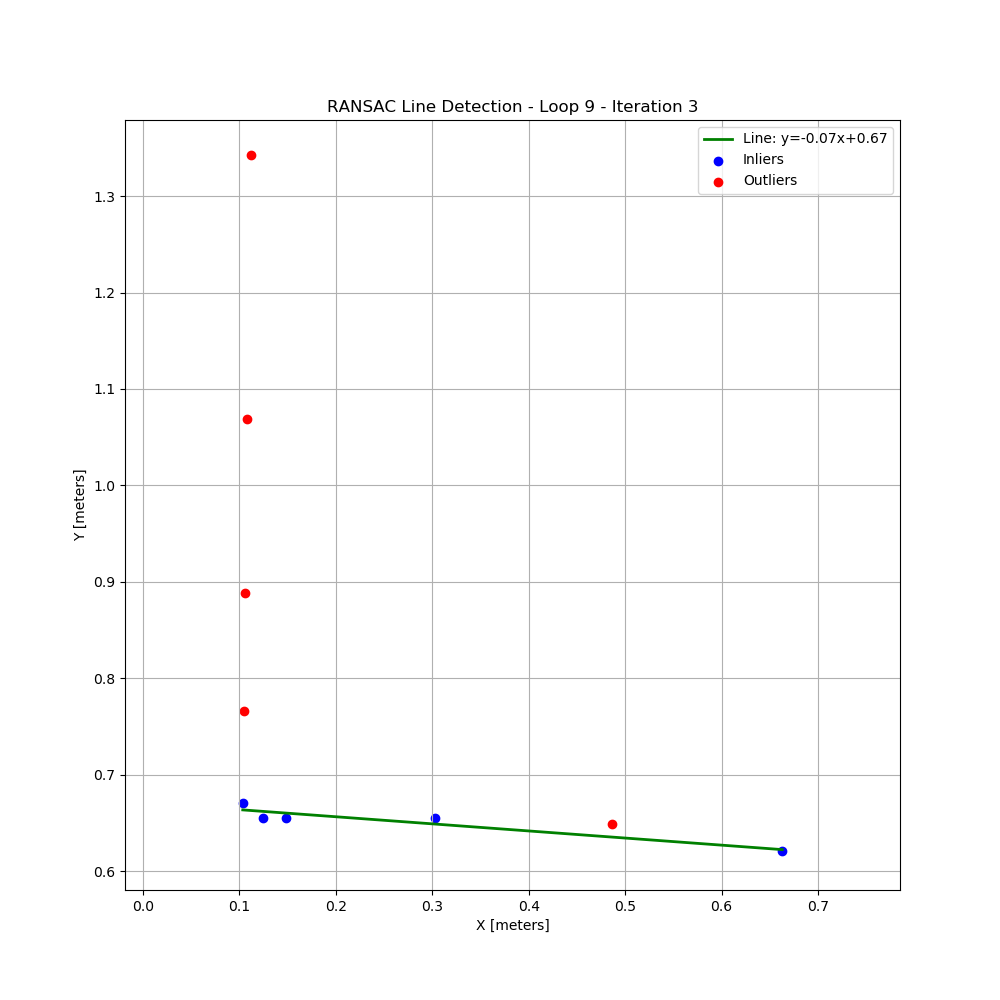 RANSAC Line Detection - Loop 9 - Iteration 3
Line: y=-0.07x+0.67
Inliers
Outliers
1.3
1.2
1.1
1.0
0.9
0.8
0.7
0.6
Y [meters]
0.0 0.1 0.2 0.3 0.4 0.5 0.6 0.7
X [meters]